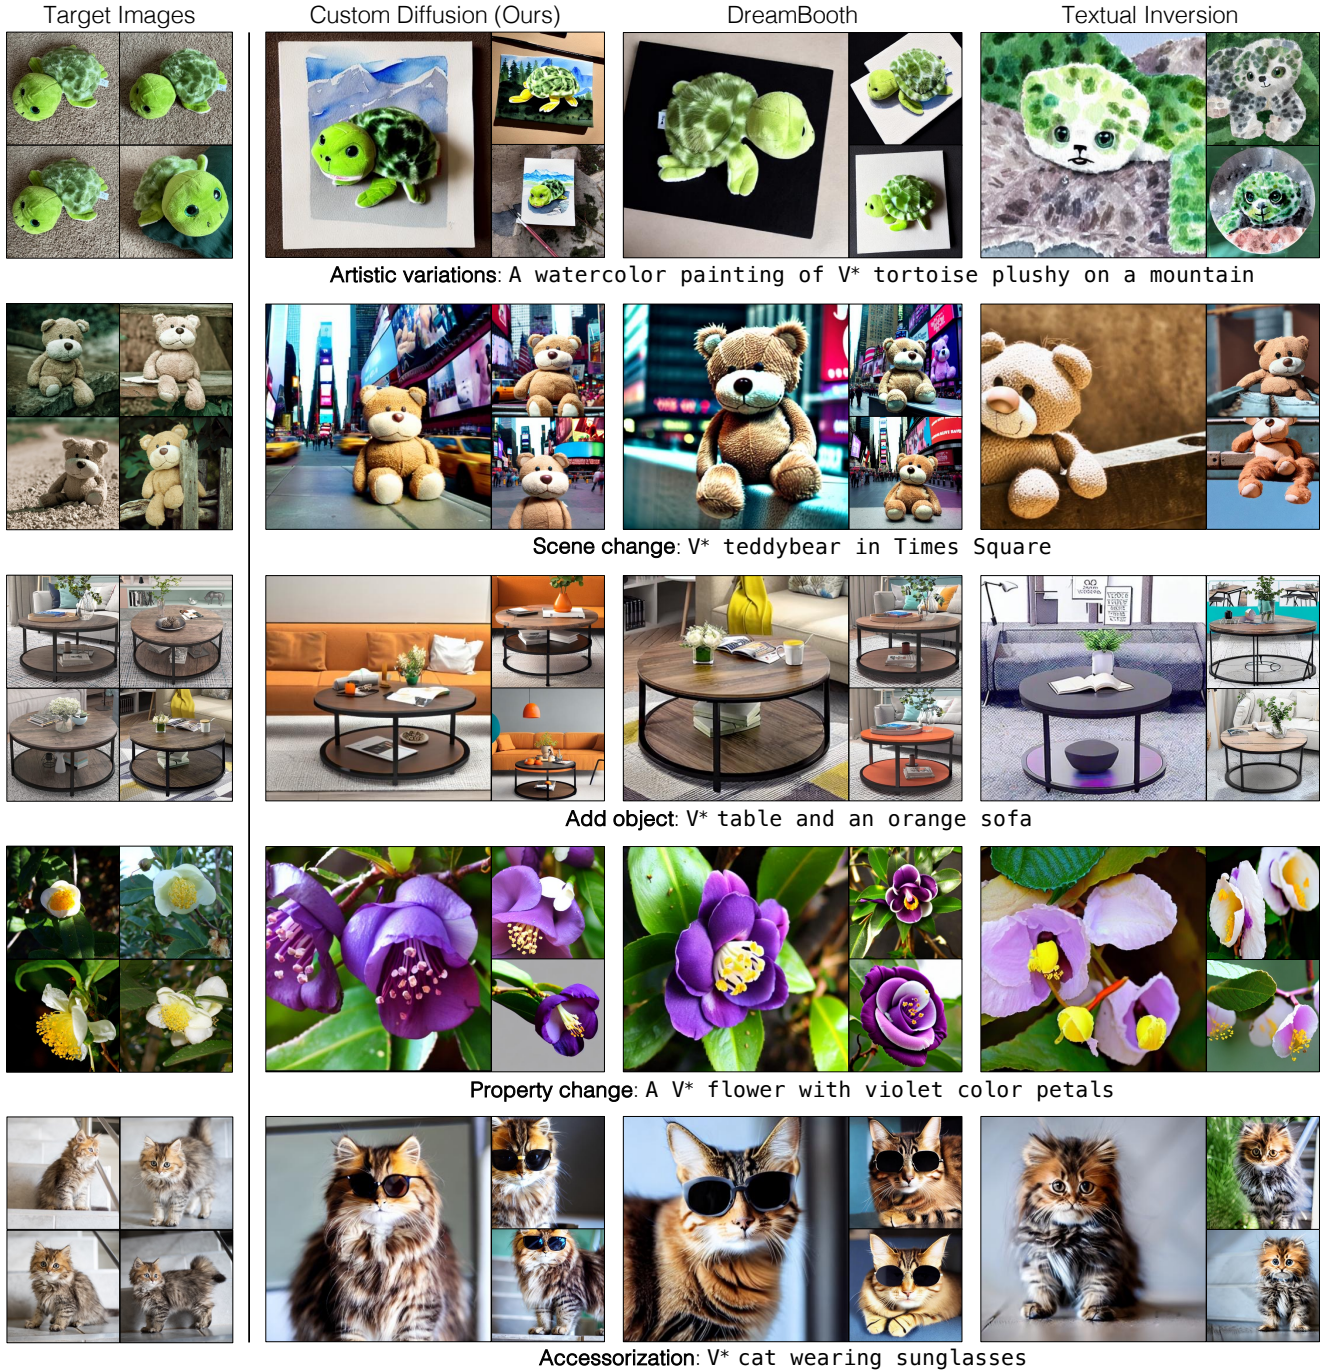 Target Images
Custom Diffusion (Ours)
DreamBooth
Textual Inversion
Artistic variations: A watercolor painting of V* tortoise plushy on a mountain
Scene change: V* teddybear in Times Square
Add object: V* table and an orange sofa
Property change: A V* flower with violet color petals
Accessorization: V* cat wearing sunglasses